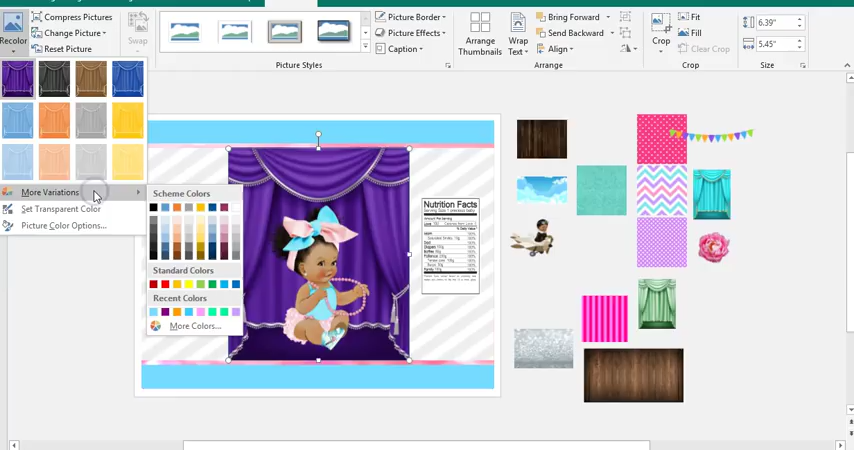 Recolor
Compress Pictures
Change Picture
Reset Picture
Swap
Picture Border
Picture Effects
Caption
Picture Styles
Arrange
Thumbnails
Wrap
Text
Bring Forward
Send Backward
Align
Arrange
Crop
Fit
Fill
Clear Crop
Crop
6.39"
5.45"
Size
More Variations
Set Transparent Color
Picture Color Options...
Scheme Colors
Standard Colors
Recent Colors
More Colors...
Nutrition Facts